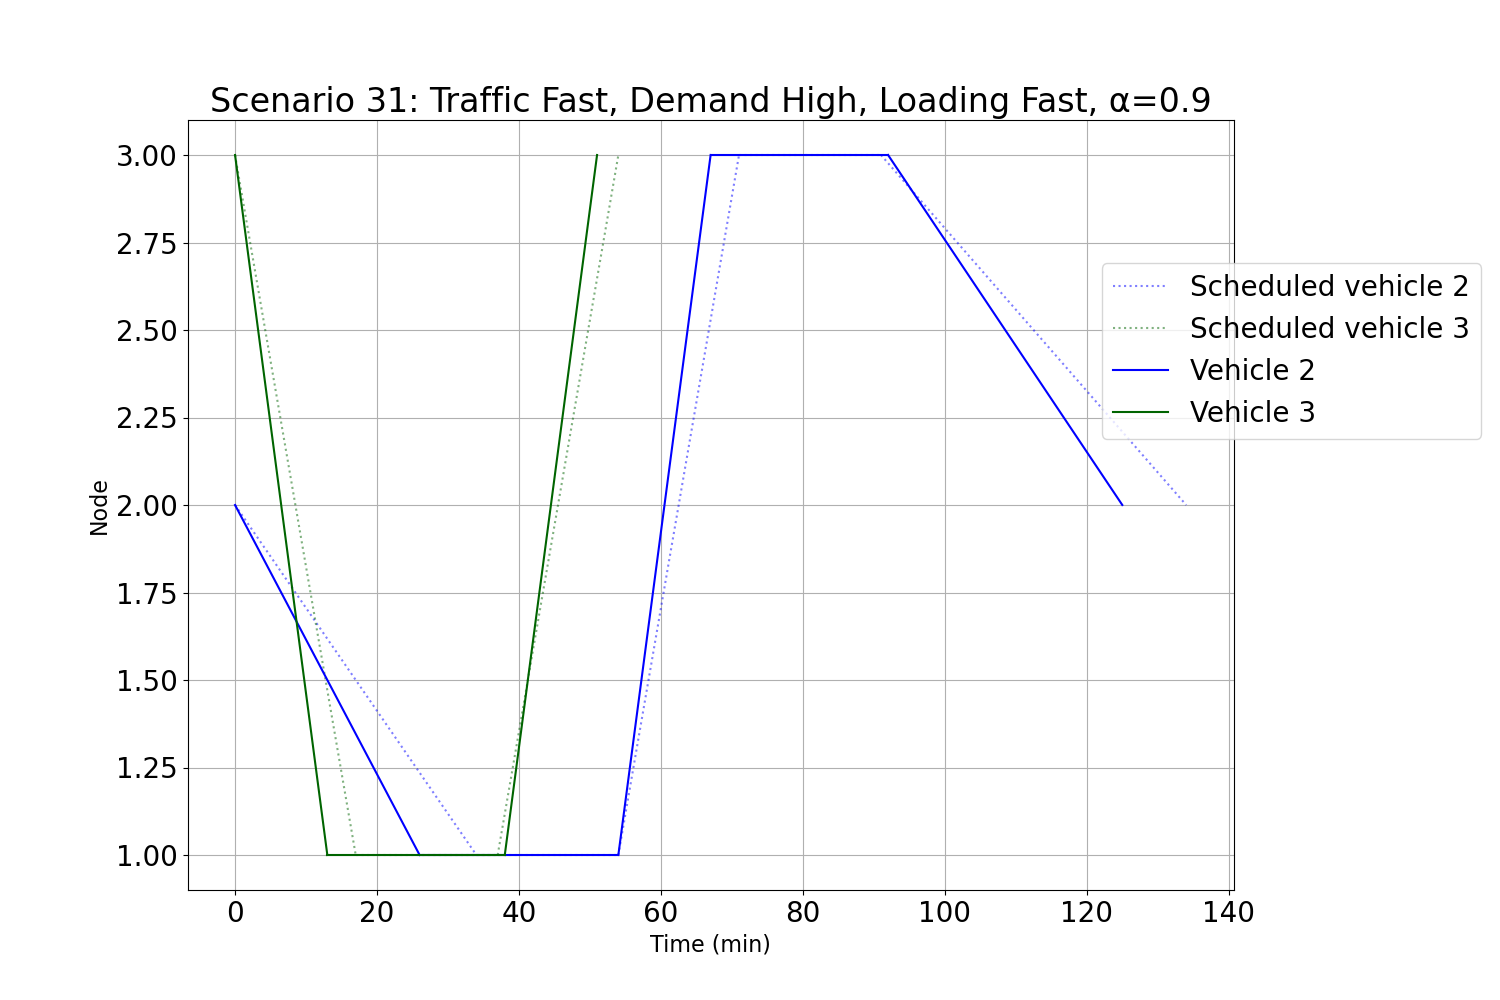 Scenario 31: Traffic Fast, Demand High, Loading Fast, α=0.9
3.00
2.75
2.50
2.25
2.00
1.75
1.50
1.25
1.00
Node
Scheduled vehicle 2
Scheduled vehicle 3
Vehicle 2
Vehicle 3
0 20 40 60 80 100 120 140
Time (min)